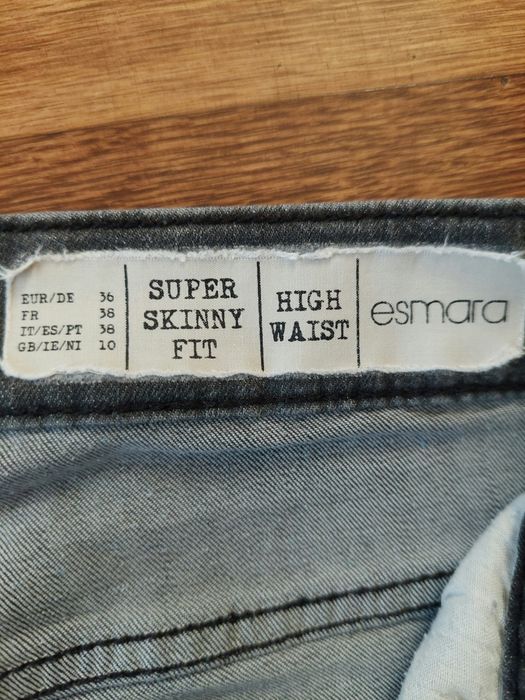 EUR/DE 36
FR 38
IT/ES/PT 38
GB/IE/NI 10
SUPER
SKINNY
FIT
HIGH
WAIST
esmara